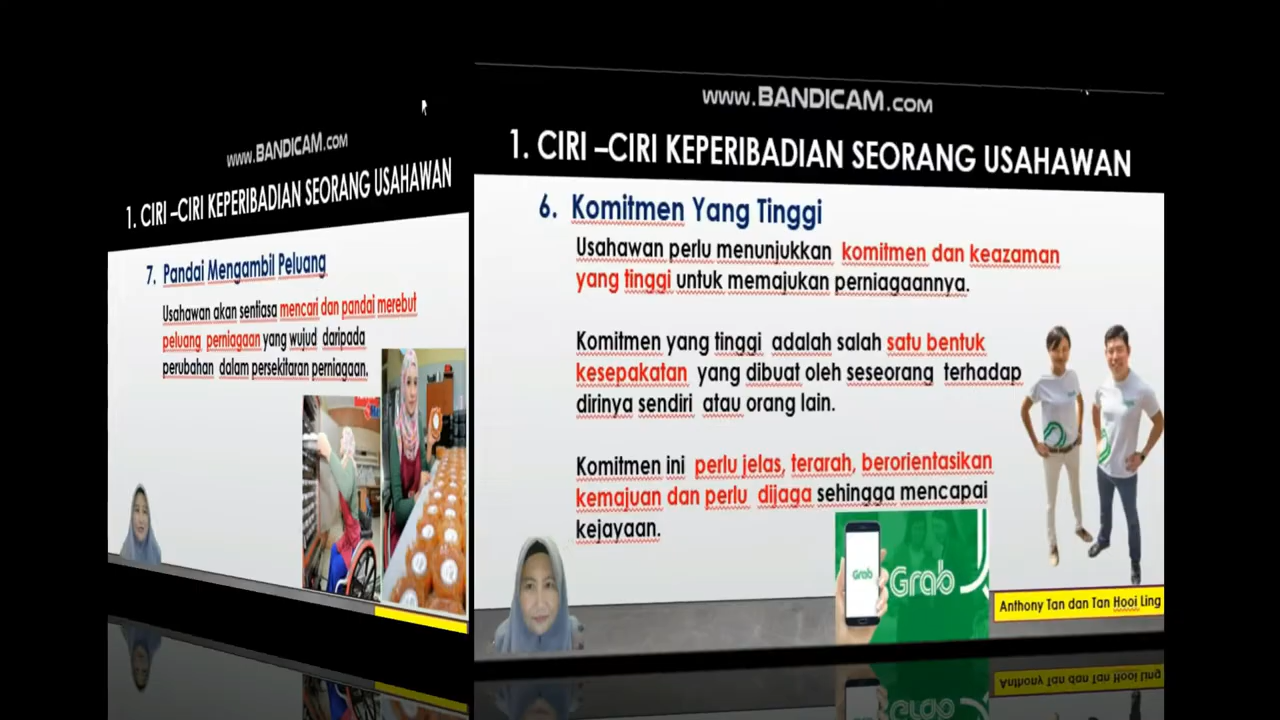 www.BANDICAM.com
1. CIRI –CIRI KEPERIBADIAN SEORANG USAHAWAN
7. Pandai Mengambil Peluang
Usahawan akan sentiasa mencari dan pandai merebut
peluang perniagaan yang wujud daripada
perubahan dalam persekitaran perniagaan.
www.BANDICAM.com
1. CIRI –CIRI KEPERIBADIAN SEORANG USAHAWAN
6. Komitmen Yang Tinggi
Usahawan perlu menunjukkan komitmen dan keazaman
yang tinggi untuk memajukan perniagaannya.
Komitmen yang tinggi adalah salah satu bentuk
kesepakatan yang dibuat oleh seseorang terhadap
dirinya sendiri atau orang lain.
Komitmen ini perlu jelas, terarah, berorientasikan
kemajuan dan perlu dijaga sehingga mencapai
kejayaan.
Grab
Grab
Anthony Tan dan Tan Hooi Ling